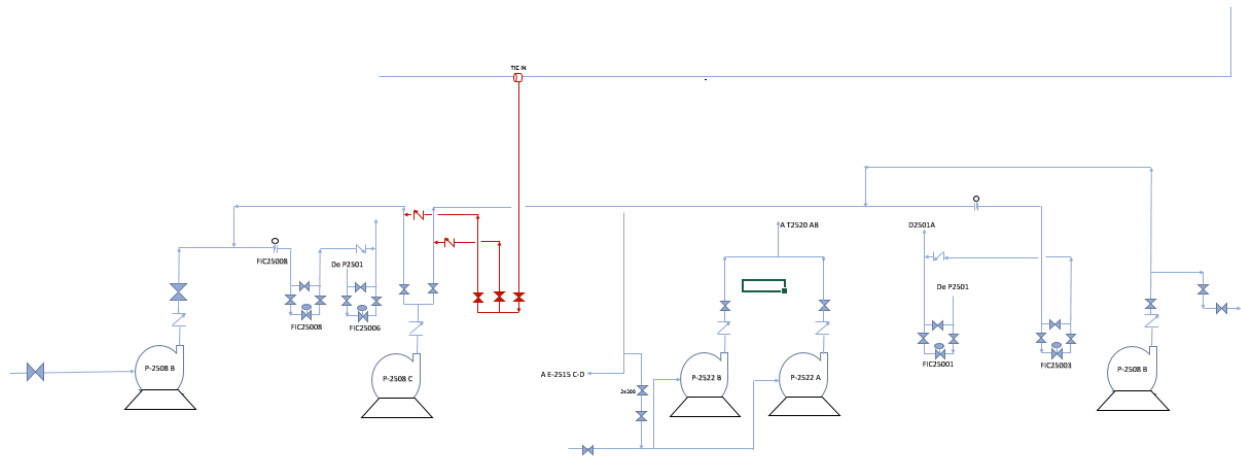 TIE IN
A T2520 AB
D2501A
FIC25008
De P2501
De P2501
FIC25008
FIC25006
FIC25001
FIC25003
P-2508 B
P-2508 C
A E-2515 C-D
P-2522 B
P-2522 A
P-2508 B